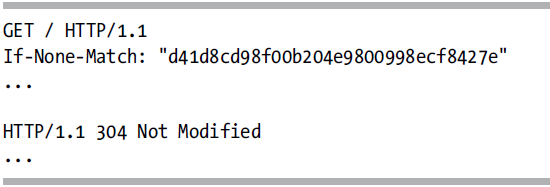 GET / HTTP/1.1
If-None-Match: "d41d8cd98f00b204e9800998ecf8427e"
...
HTTP/1.1 304 Not Modified
...